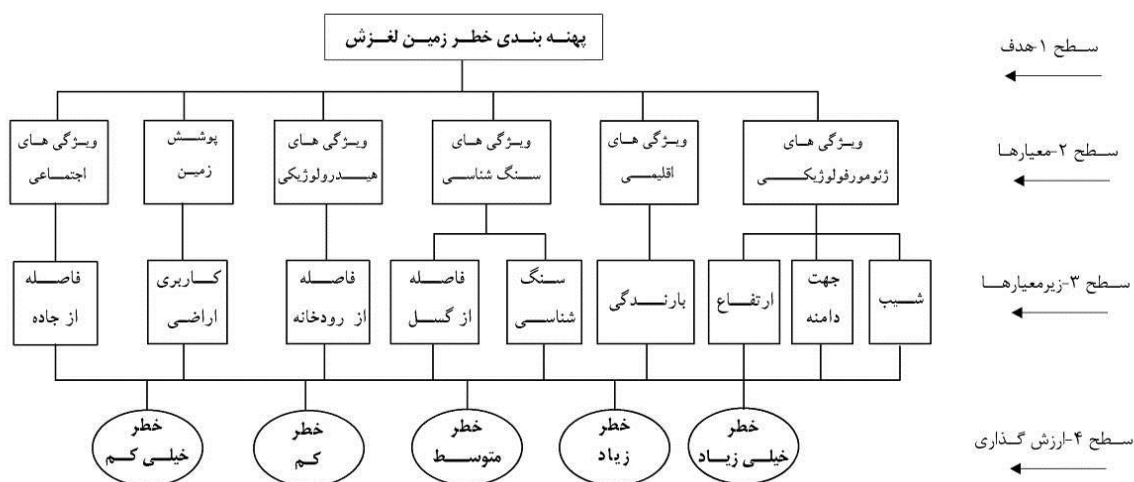 پهنه بندی خطر زمین لغزش
سطح ۱-هدف
ویژگی های
ژئومورفولوژیکی
ویژگی های
اقلیمی
ویژگی های
سنگ شناسی
ویژگی های
هیدرولوژیکی
پوشش
زمین
ویژگی های
اجتماعی
سطح ۲-معیارها
شیب
جهت
دامنه
ارتفاع
بارندگی
سنگ
شناسی
فاصله
از گسل
فاصله
از رودخانه
کاربری
اراضی
فاصله
از جاده
سطح ۳-زیرمعیارها
خطر
خیلی زیاد
خطر
زیاد
خطر
متوسط
خطر
کم
خطر
خیلی کم
سطح ۴-ارزش گذاری